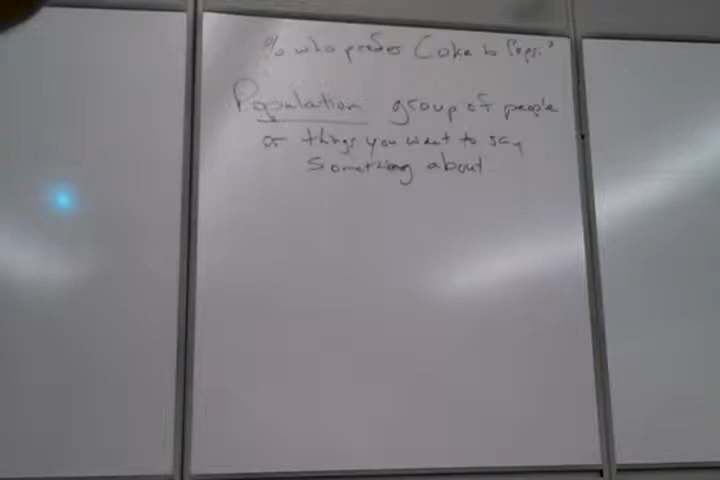 % who prefer Coke to Pepsi?
Population group of people
or things you want to say
Something about